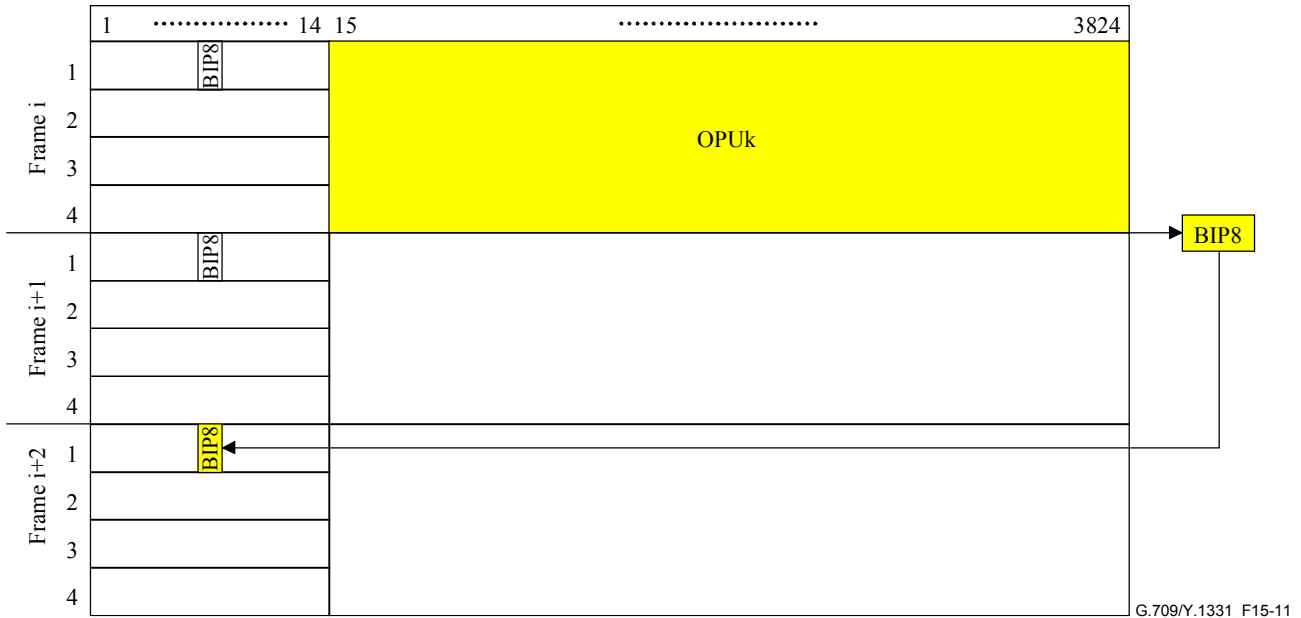 1 ................. 14 15 ........................ 3824
Frame i
1
BIP8
2
3
4
OPUk
BIP8
Frame i+1
1
BIP8
2
3
4
Frame i+2
1
BIP8
2
3
4
G.709/Y.1331 F15-11